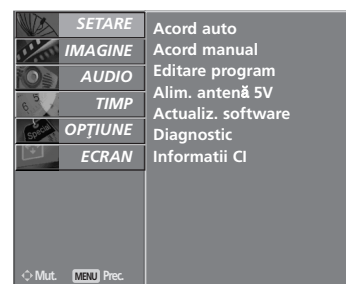 SETARE
IMAGINE
AUDIO
TIMP
OPŢIUNE
ECRAN
Acord auto
Acord manual
Editare program
Alim. antenă 5V
Actualiz. software
Diagnostic
Informatii CI
Mut. MENU Prec.